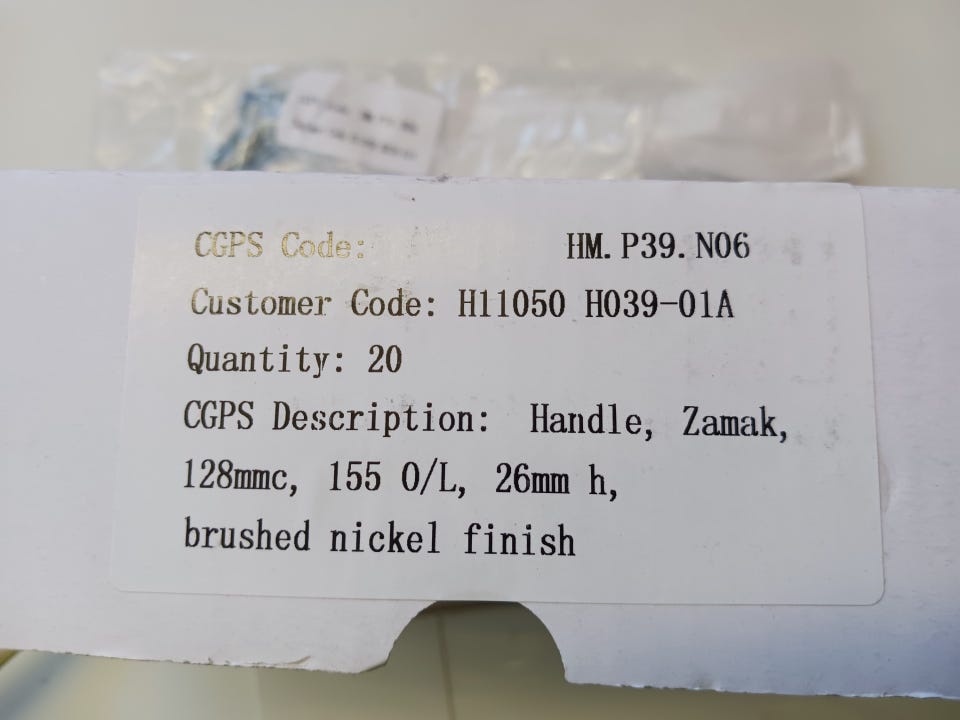 CGPS Code: HM.P39.N06
Customer Code: H11050 H039-01A
Quantity: 20
CGPS Description: Handle, Zamak,
128mmc, 155 O/L, 26mm h,
brushed nickel finish